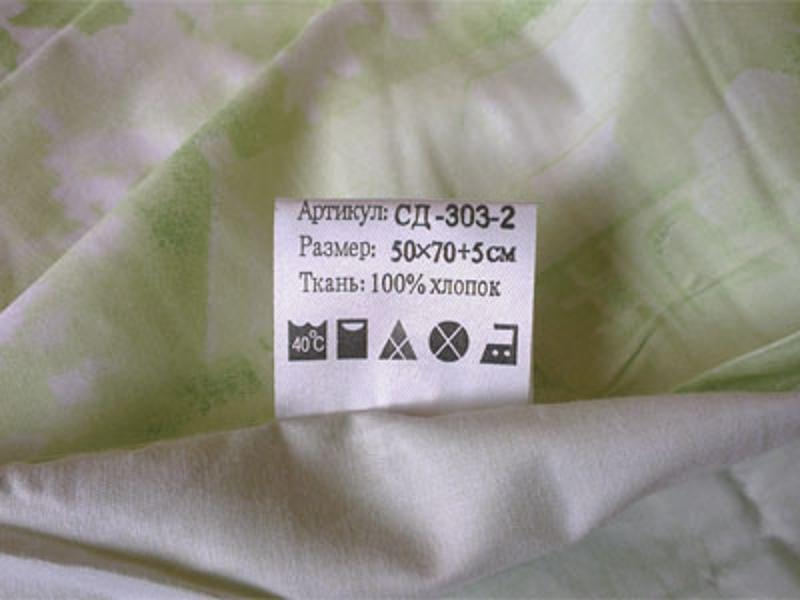 Артикул: СД-303-2
Размер: 50×70+5см
Ткань: 100% хлопок
40°C